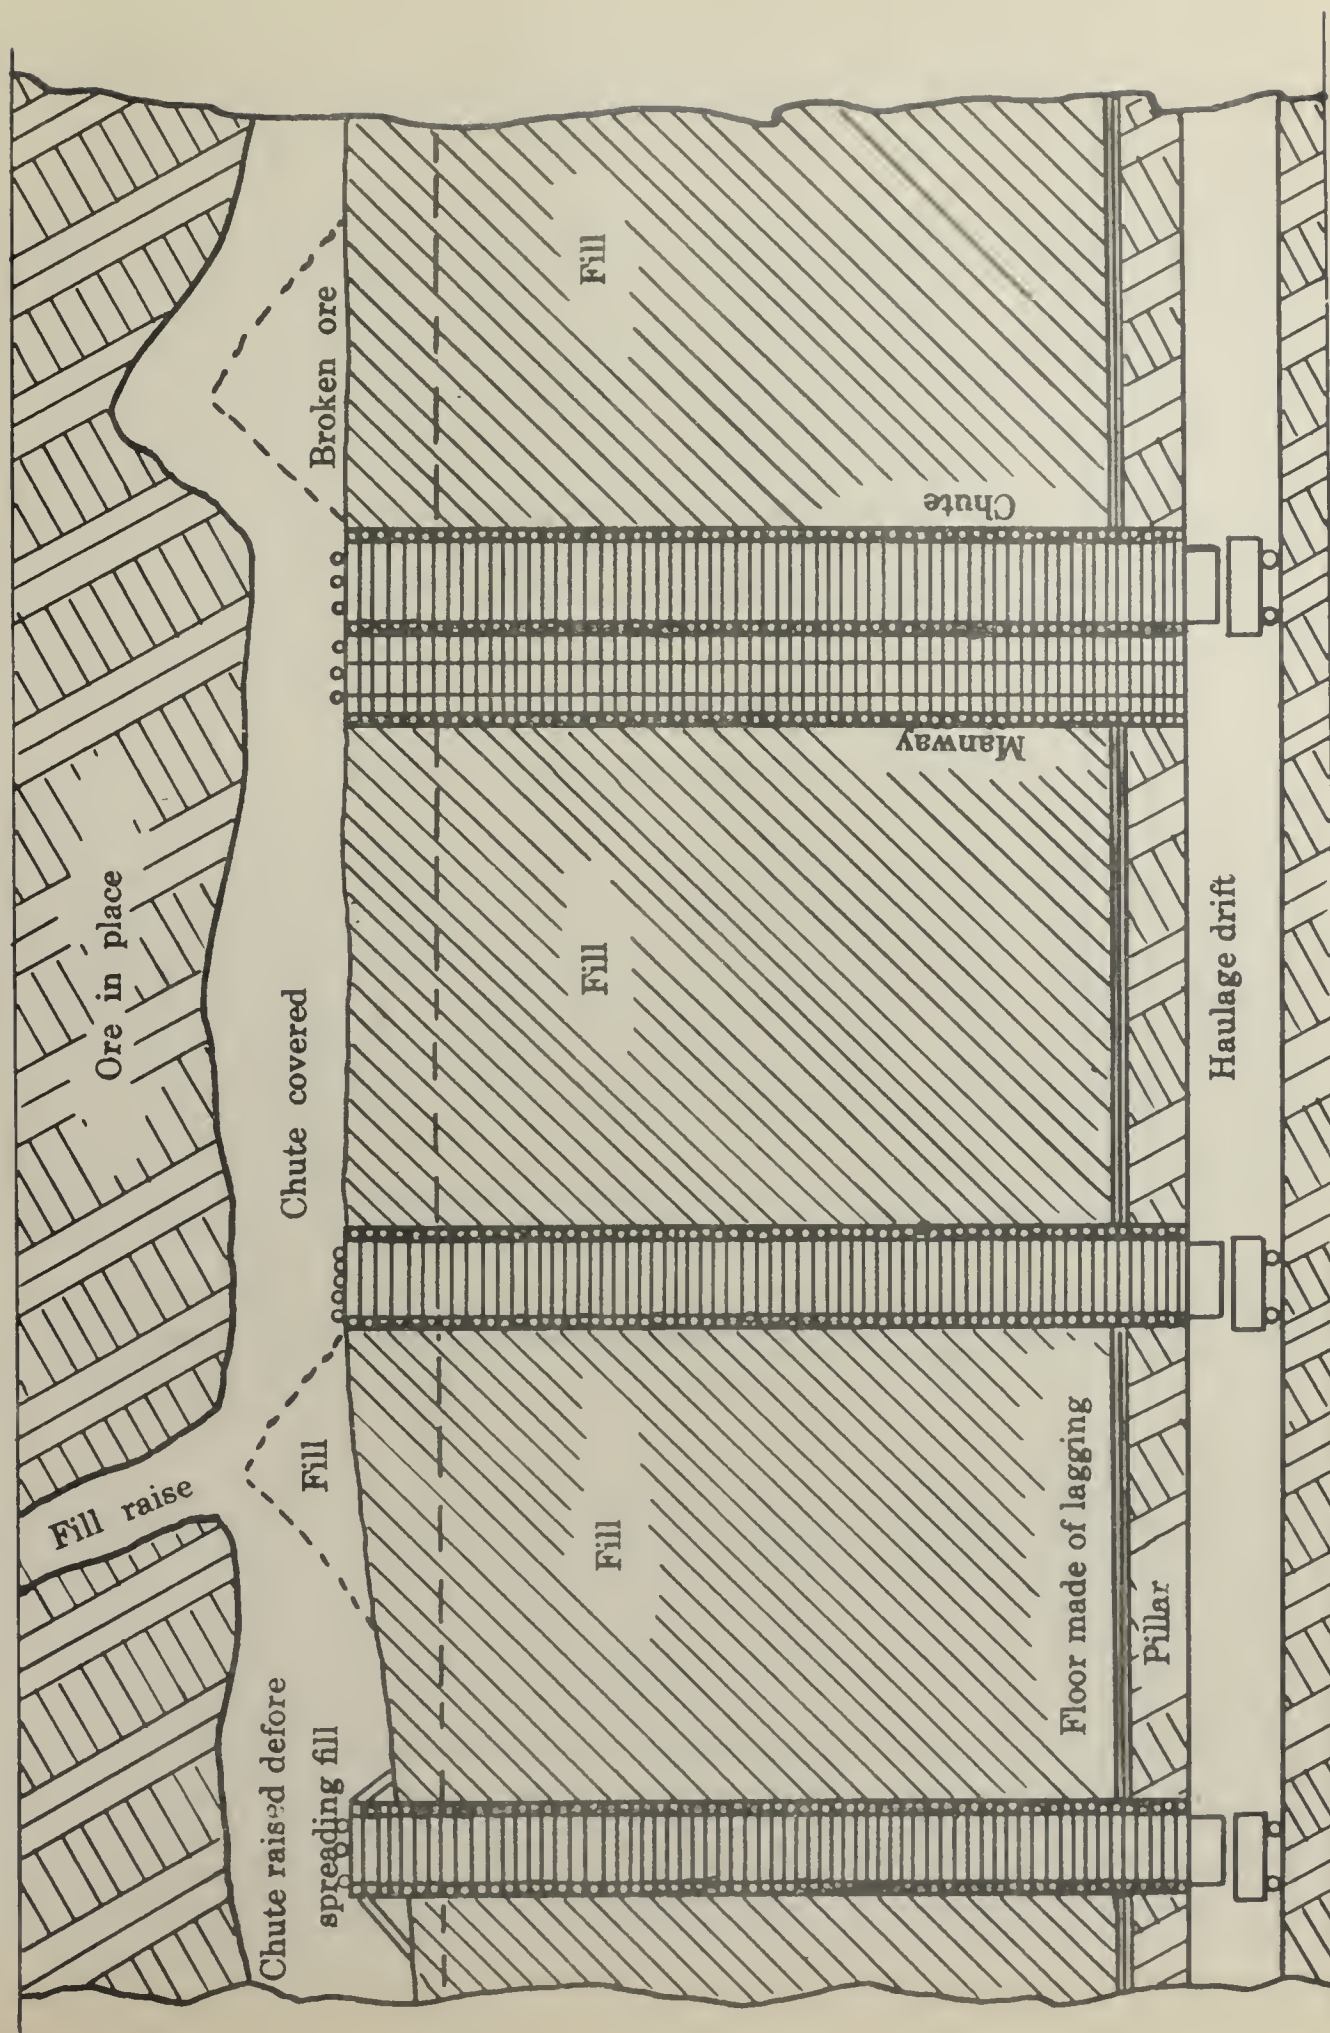 Ore in place
Fill raise
Chute covered
Broken ore
Chute raised defore
spreading fill
Fill
Fill
Fill
Fill
Chute
Manway
Floor made of lagging
Pillar
Haulage drift